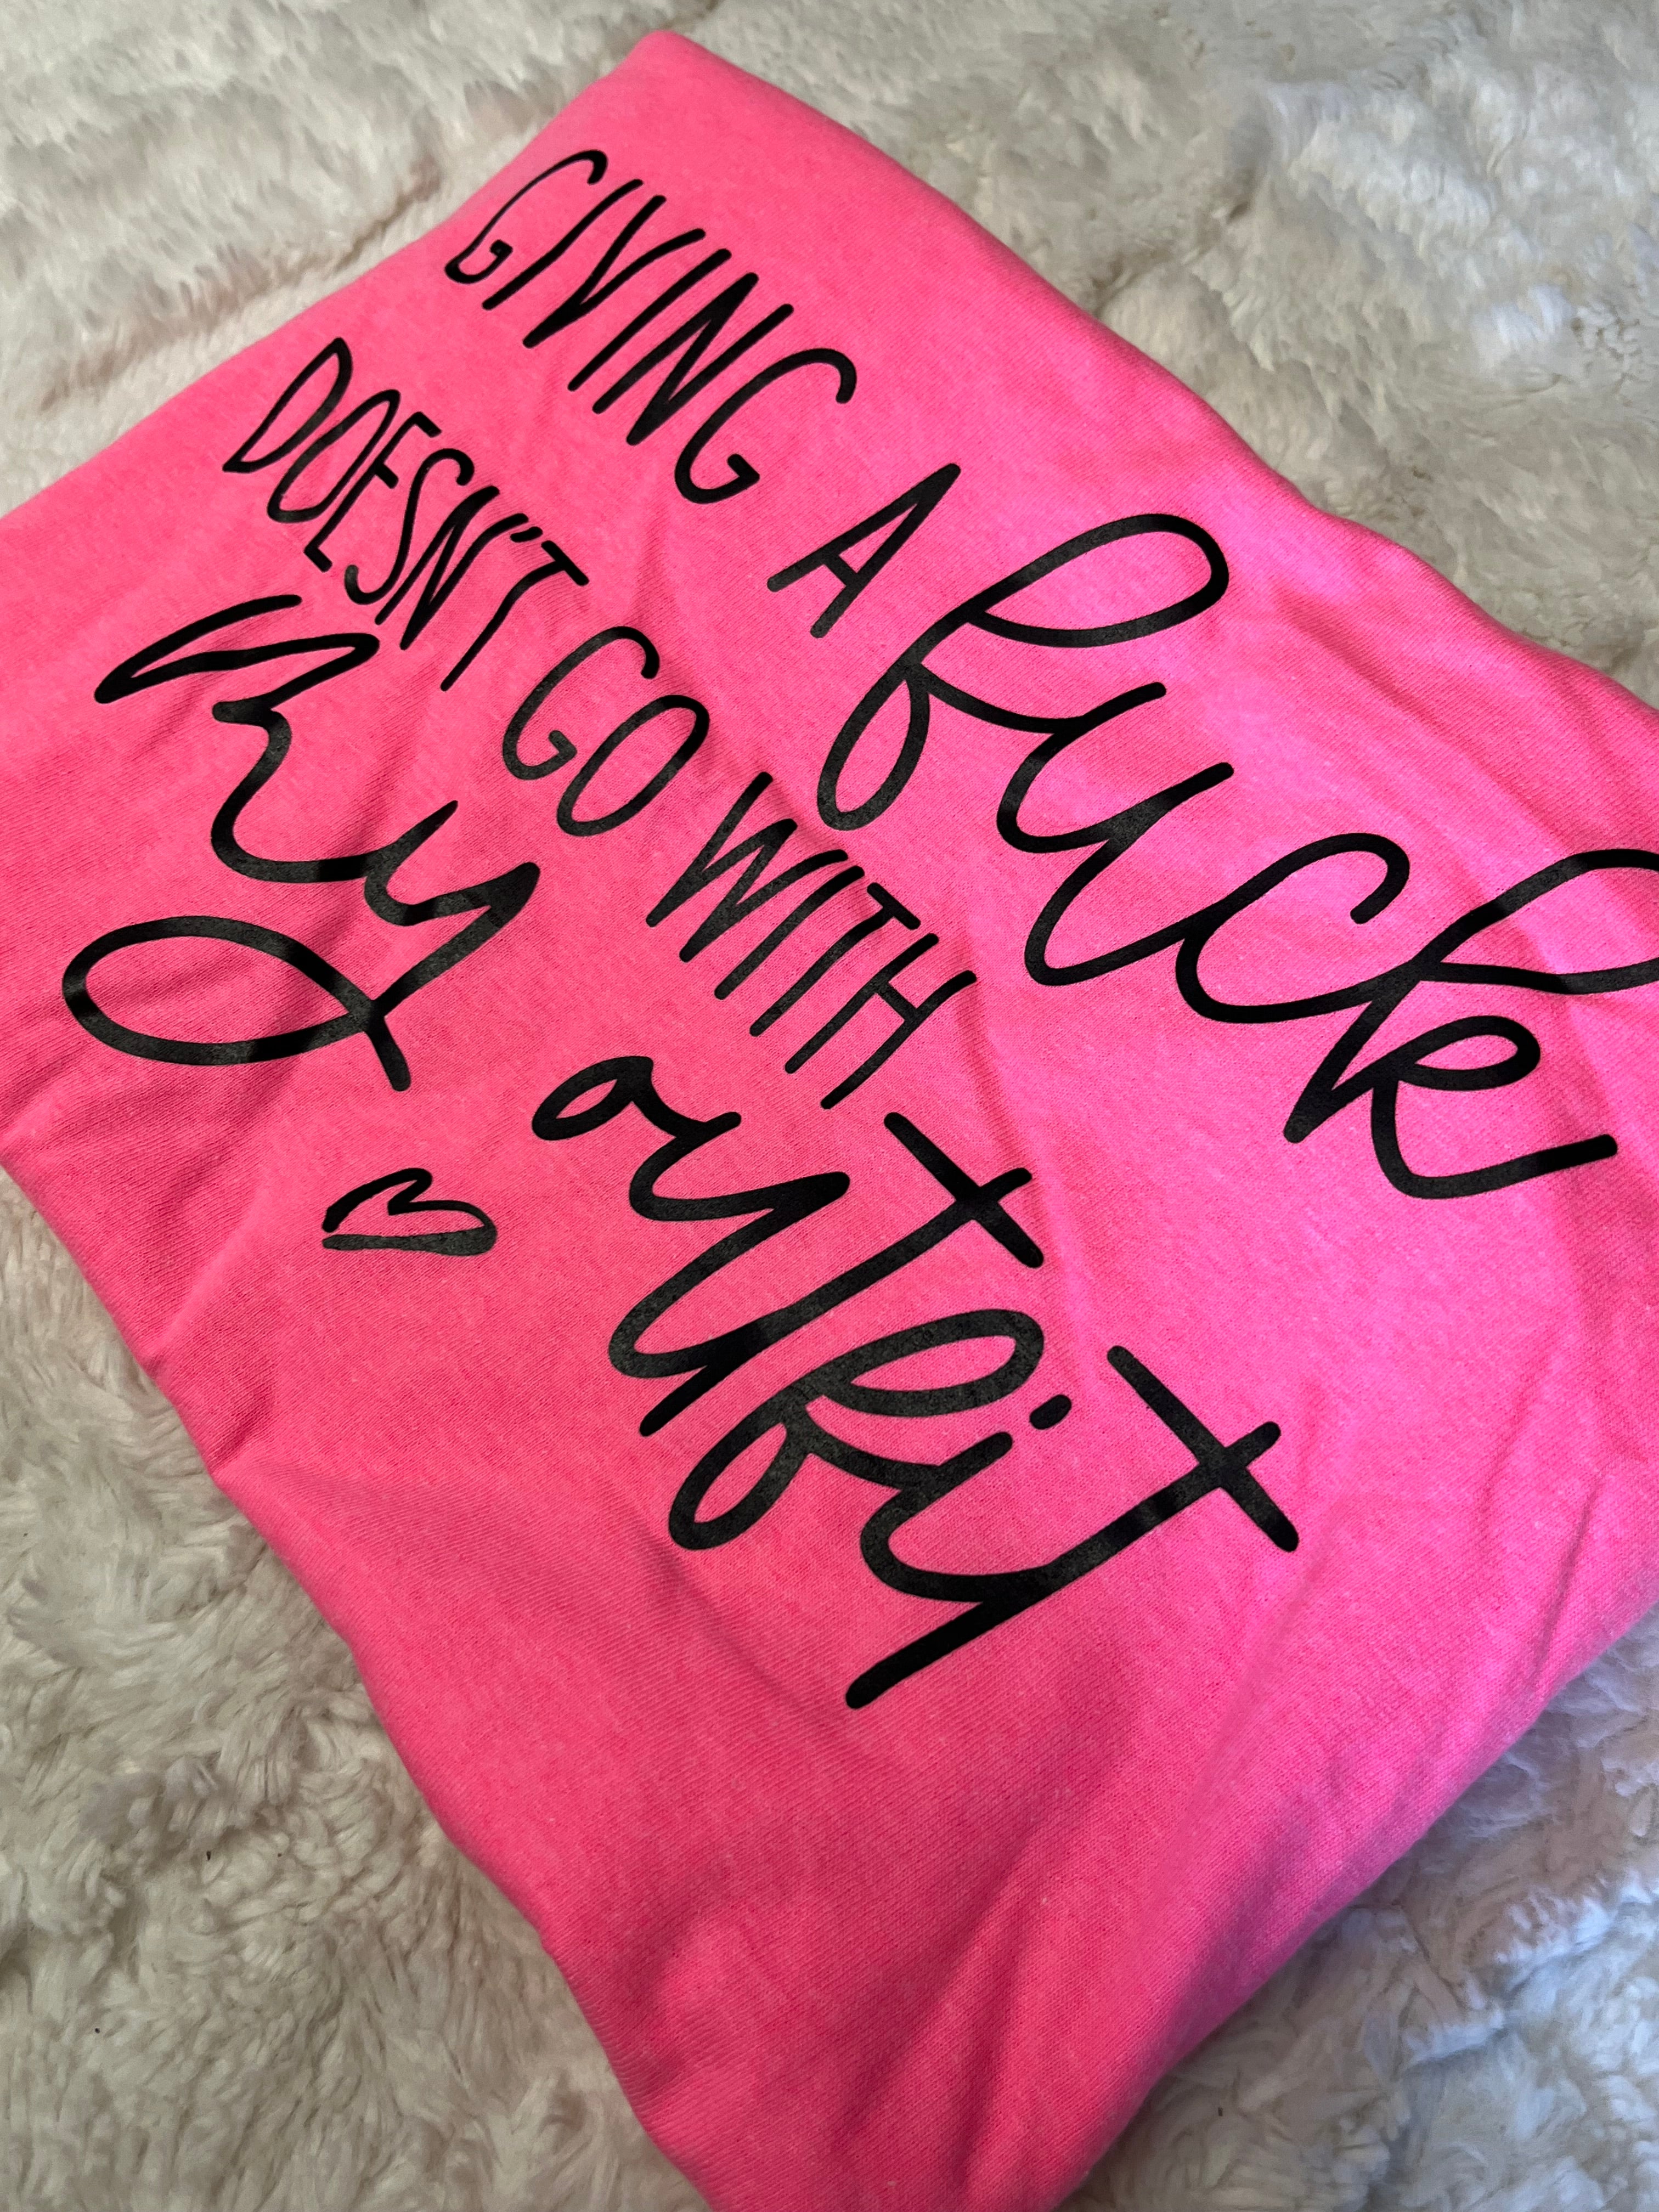 GIVING A fuck
DOESN"T GO WITH
My outfit